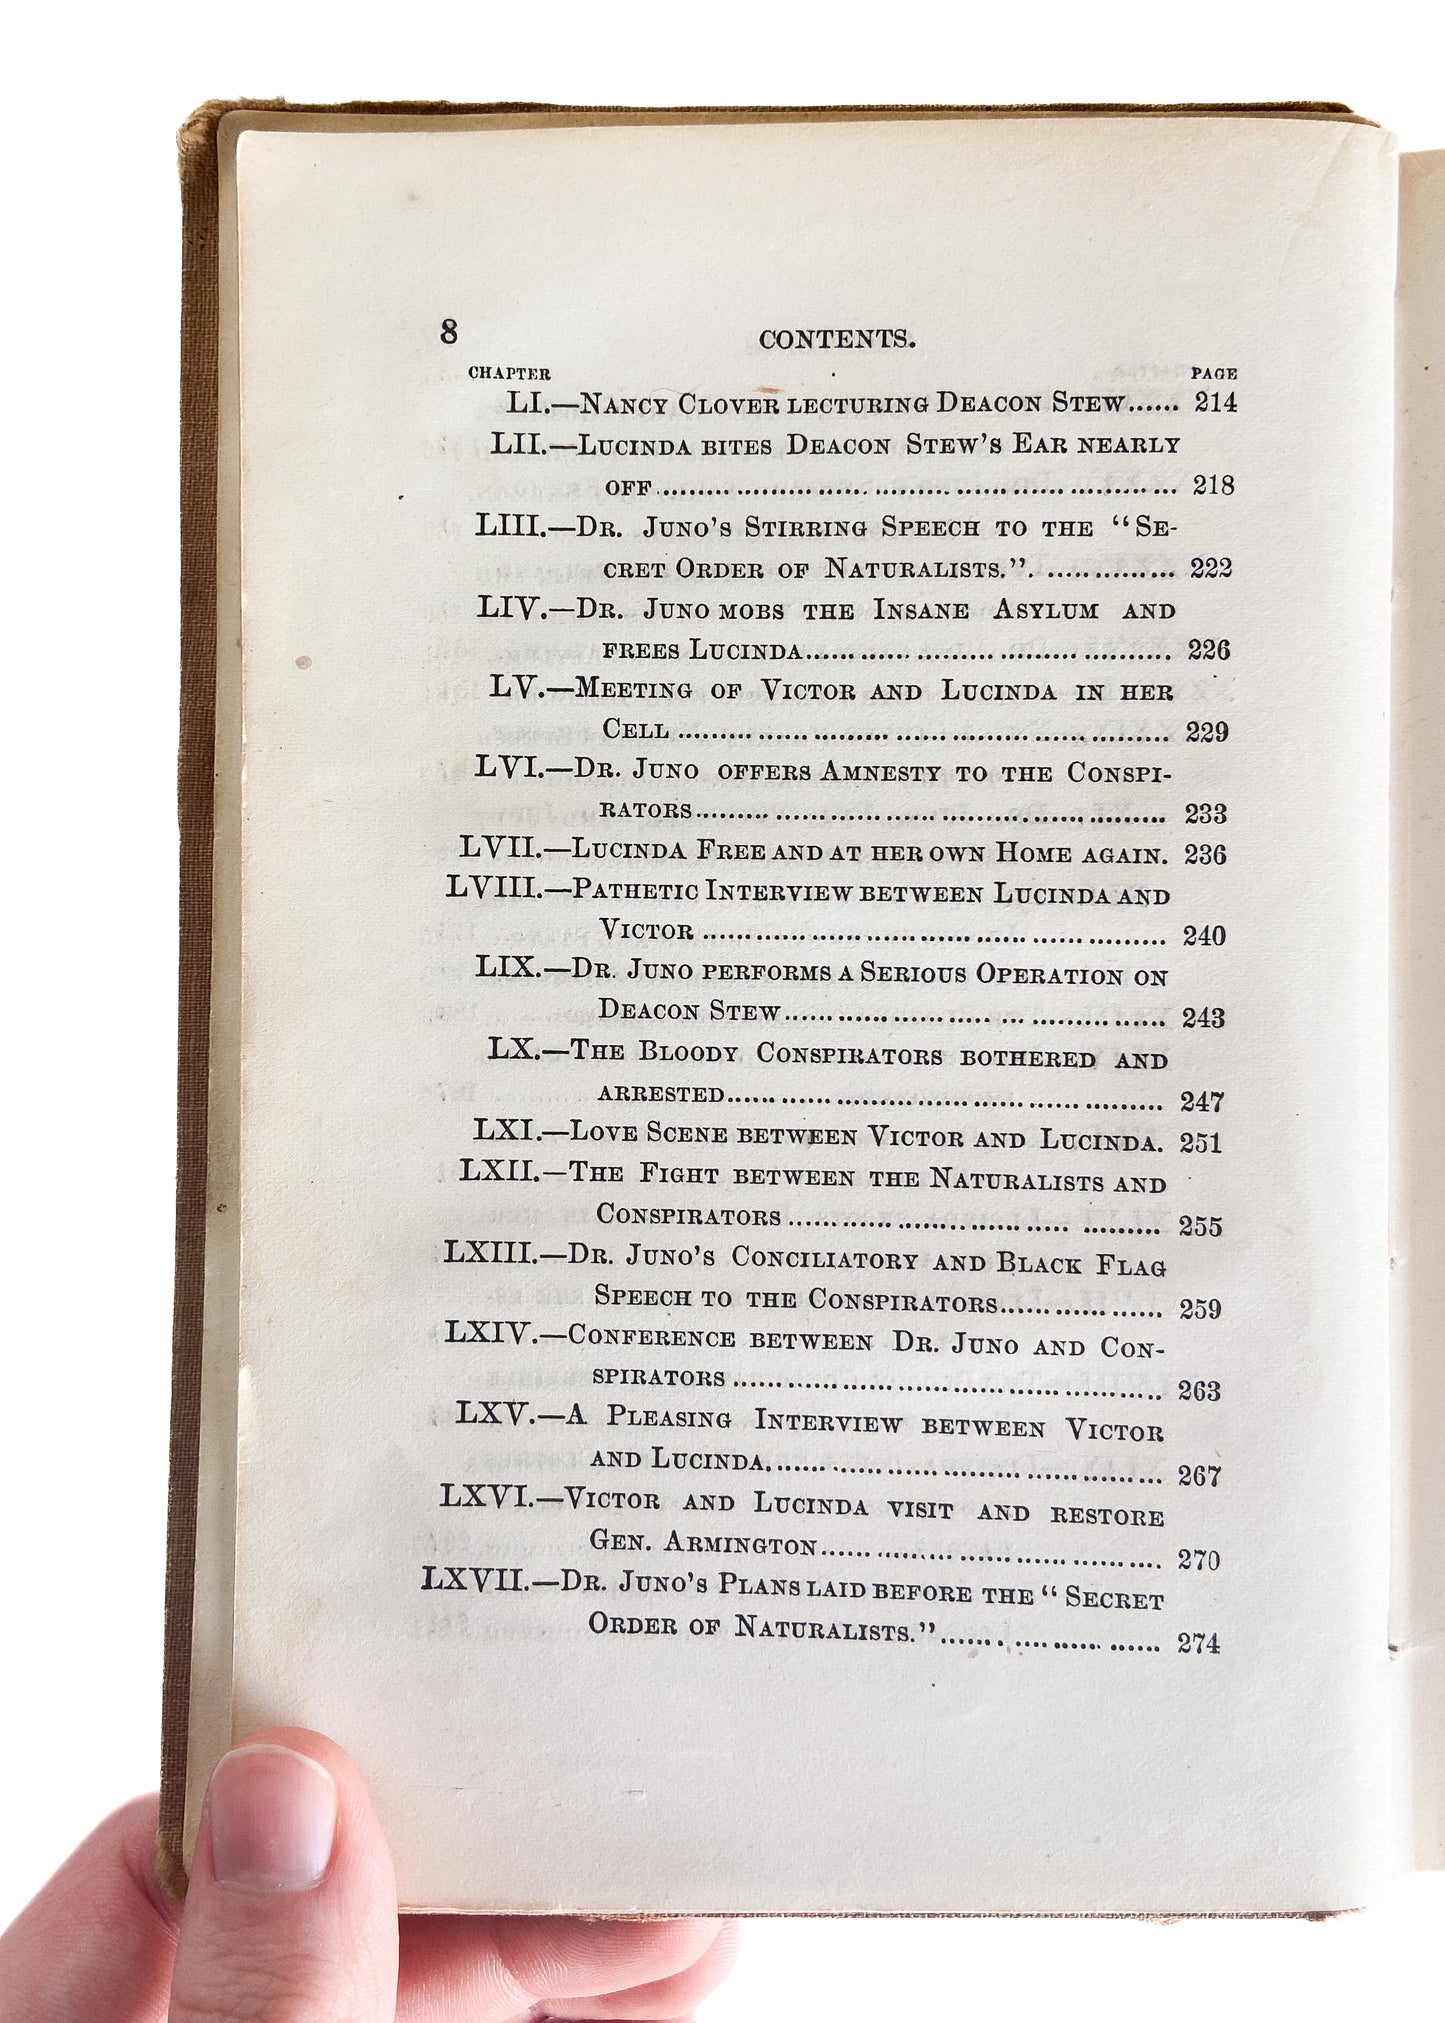 8 CONTENTS.
CHAPTER PAGE
LI.—Nancy Clover lecturing Deacon Stew...... 214
LII.—Lucinda bites Deacon Stew's Ear nearly
off ............................................................ 218
LIII.—Dr. Juno's Stirring Speech to the "Se-
cret Order of Naturalists.". ............... 222
LIV.—Dr. Juno mobs the Insane Asylum and
frees Lucinda.......................................... 226
LV.—Meeting of Victor and Lucinda in her
Cell ......................................................... 229
LVI.—Dr. Juno offers Amnesty to the Conspi-
rators...................................................... 233
LVII.—Lucinda Free and at her own Home again. 236
LVIII.—Pathetic Interview between Lucinda and
Victor ..................................................... 240
LIX.—Dr. Juno performs a Serious Operation on
Deacon Stew............................................ 243
LX.—The Bloody Conspirators bothered and
arrested.................................................. 247
LXI.—Love Scene between Victor and Lucinda. 251
LXII.—The Fight between the Naturalists and
Conspirators .......................................... 255
LXIII.—Dr. Juno's Conciliatory and Black Flag
Speech to the Conspirators.................. 259
LXIV.—Conference between Dr. Juno and Con-
spirators ................................................ 263
LXV.—A Pleasing Interview between Victor
and Lucinda............................................ 267
LXVI.—Victor and Lucinda visit and restore
Gen. Armington...................................... 270
LXVII.—Dr. Juno's Plans laid before the "Secret
Order of Naturalists."......................... 274